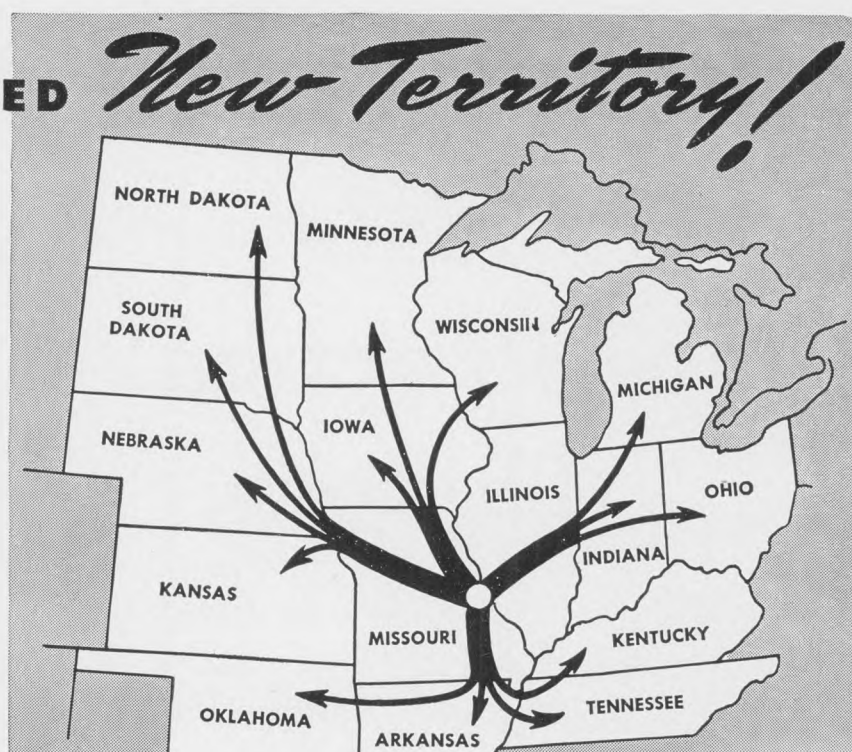 ED New Territory!
NORTH DAKOTA
MINNESOTA
SOUTH
DAKOTA
WISCONSIN
MICHIGAN
NEBRASKA
IOWA
ILLINOIS
OHIO
INDIANA
KANSAS
MISSOURI
KENTUCKY
OKLAHOMA
ARKANSAS
TENNESSEE